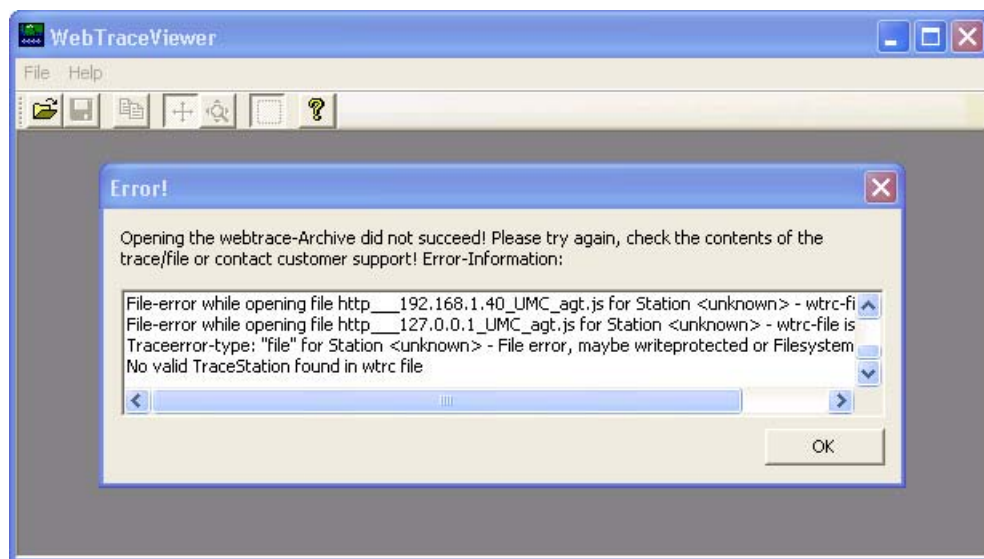 WebTraceViewer
File Help
Error!
Opening the webtrace-Archive did not succeed! Please try again, check the contents of the
trace/file or contact customer support! Error-Information:
File-error while opening file http___192.168.1.40_UMC_agt.js for Station <unknown> - wtrc-fi
File-error while opening file http___127.0.0.1_UMC_agt.js for Station <unknown> - wtrc-file is
Traceerror-type: "file" for Station <unknown> - File error, maybe writeprotected or Filesystem
No valid TraceStation found in wtrc file
OK